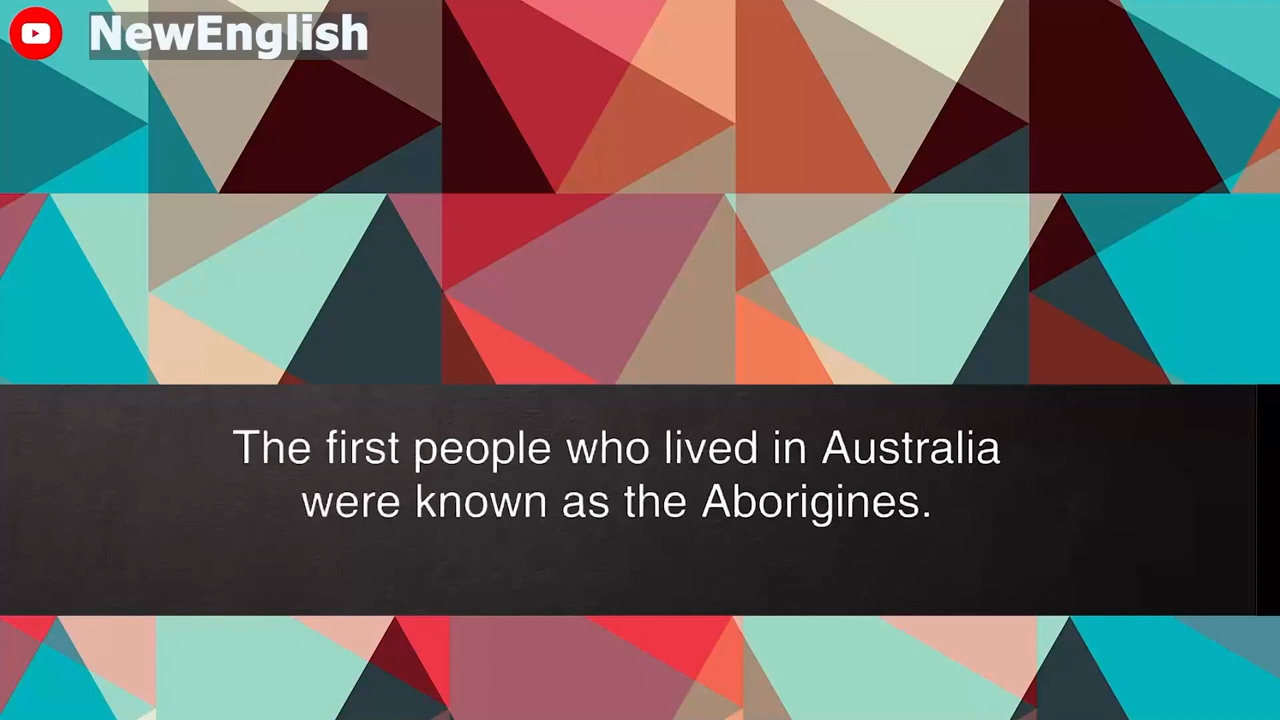 NewEnglish
The first people who lived in Australia
were known as the Aborigines.